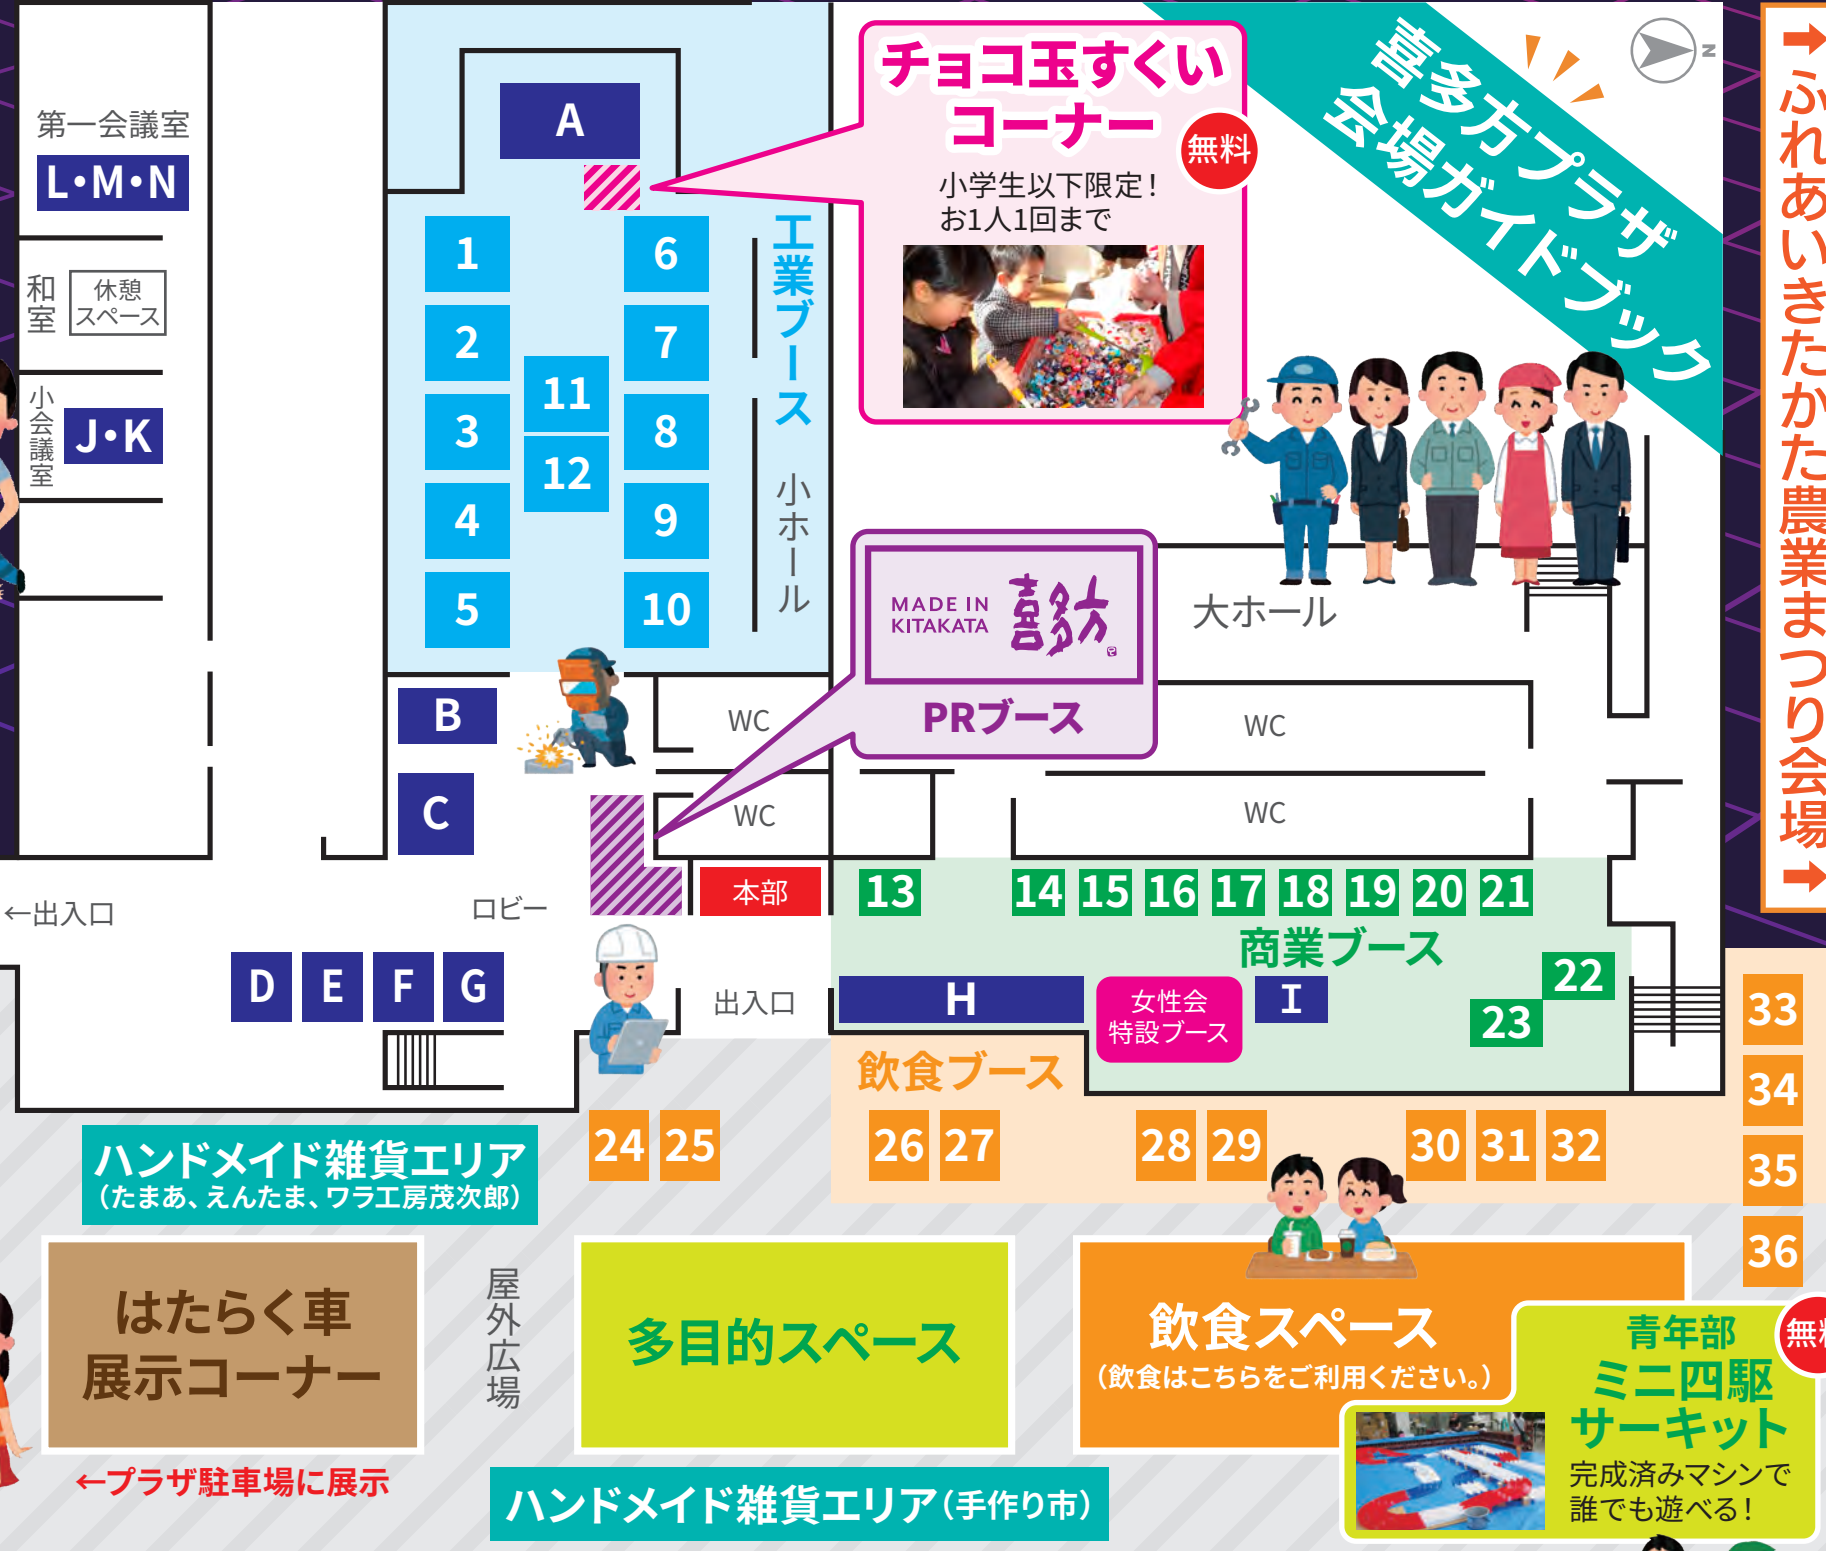 第一会議室
L・M・N
和室
休憩
スペース
小会議室
J・K
A
1
2
3
4
5
6
7
8
9
10
11
12
工業ブース
小ホール
チョコ玉すくい
コーナー
無料
小学生以下限定！
お1人1回まで
喜多方プラザ
会場ガイドブック
N
➡ふれあいきたかた農業まつり会場➡
MADE IN
KITAKATA
喜多方
PRブース
大ホール
WC
WC
WC
WC
B
C
本部
ロビー
←出入口
D
E
F
G
出入口
13
14
15
16
17
18
19
20
21
商業ブース
22
23
H
女性会
特設ブース
I
飲食ブース
24
25
26
27
28
29
30
31
32
33
34
35
36
ハンドメイド雑貨エリア
（たまあ、えんたま、ワラ工房茂次郎）
はたらく車
展示コーナー
←プラザ駐車場に展示
屋外広場
多目的スペース
飲食スペース
（飲食はこちらをご利用ください。）
青年部
ミニ四駆
サーキット
無料
完成済みマシンで
誰でも遊べる！
ハンドメイド雑貨エリア（手作り市）